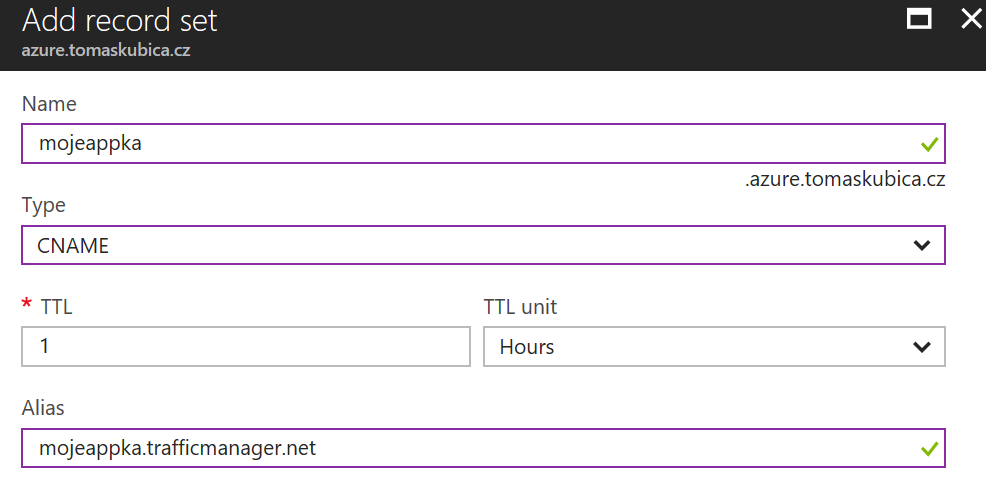 Add record set
azure.tomaskubica.cz
Name
mojeappka
.azure.tomaskubica.cz
Type
CNAME
* TTL
TTL unit
1
Hours
Alias
mojeappka.trafficmanager.net